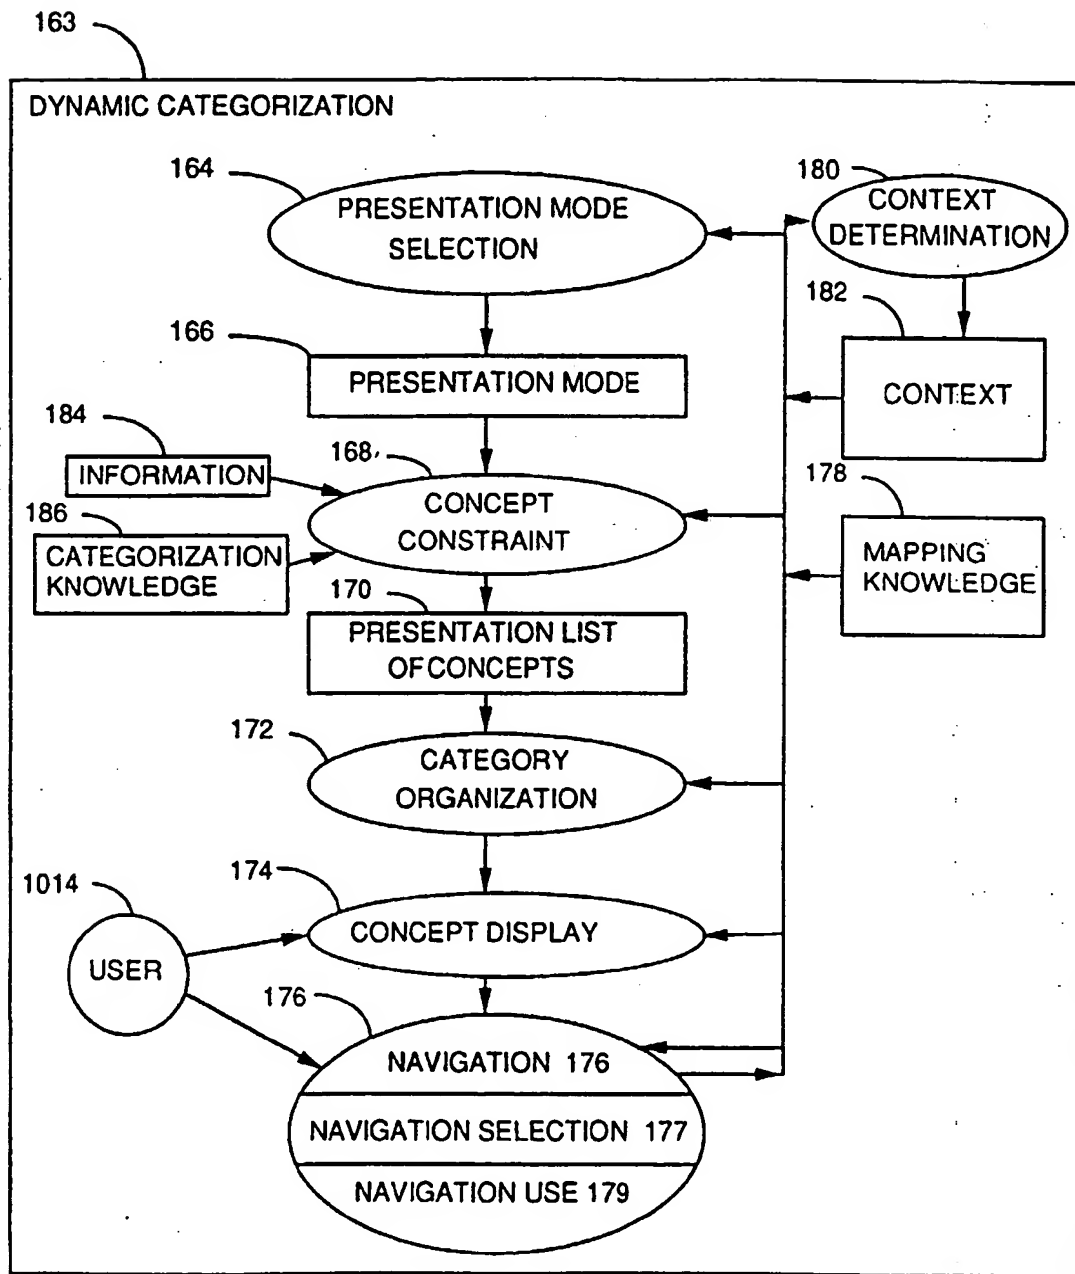 163
DYNAMIC CATEGORIZATION
164
PRESENTATION MODE
SELECTION
180
CONTEXT
DETERMINATION
182
CONTEXT
166
PRESENTATION MODE
184
INFORMATION
168
CONCEPT
CONSTRAINT
178
MAPPING
KNOWLEDGE
186
CATEGORIZATION
KNOWLEDGE
170
PRESENTATION LIST
OF CONCEPTS
172
CATEGORY
ORGANIZATION
174
CONCEPT DISPLAY
1014
USER
176
NAVIGATION 176
NAVIGATION SELECTION 177
NAVIGATION USE 179